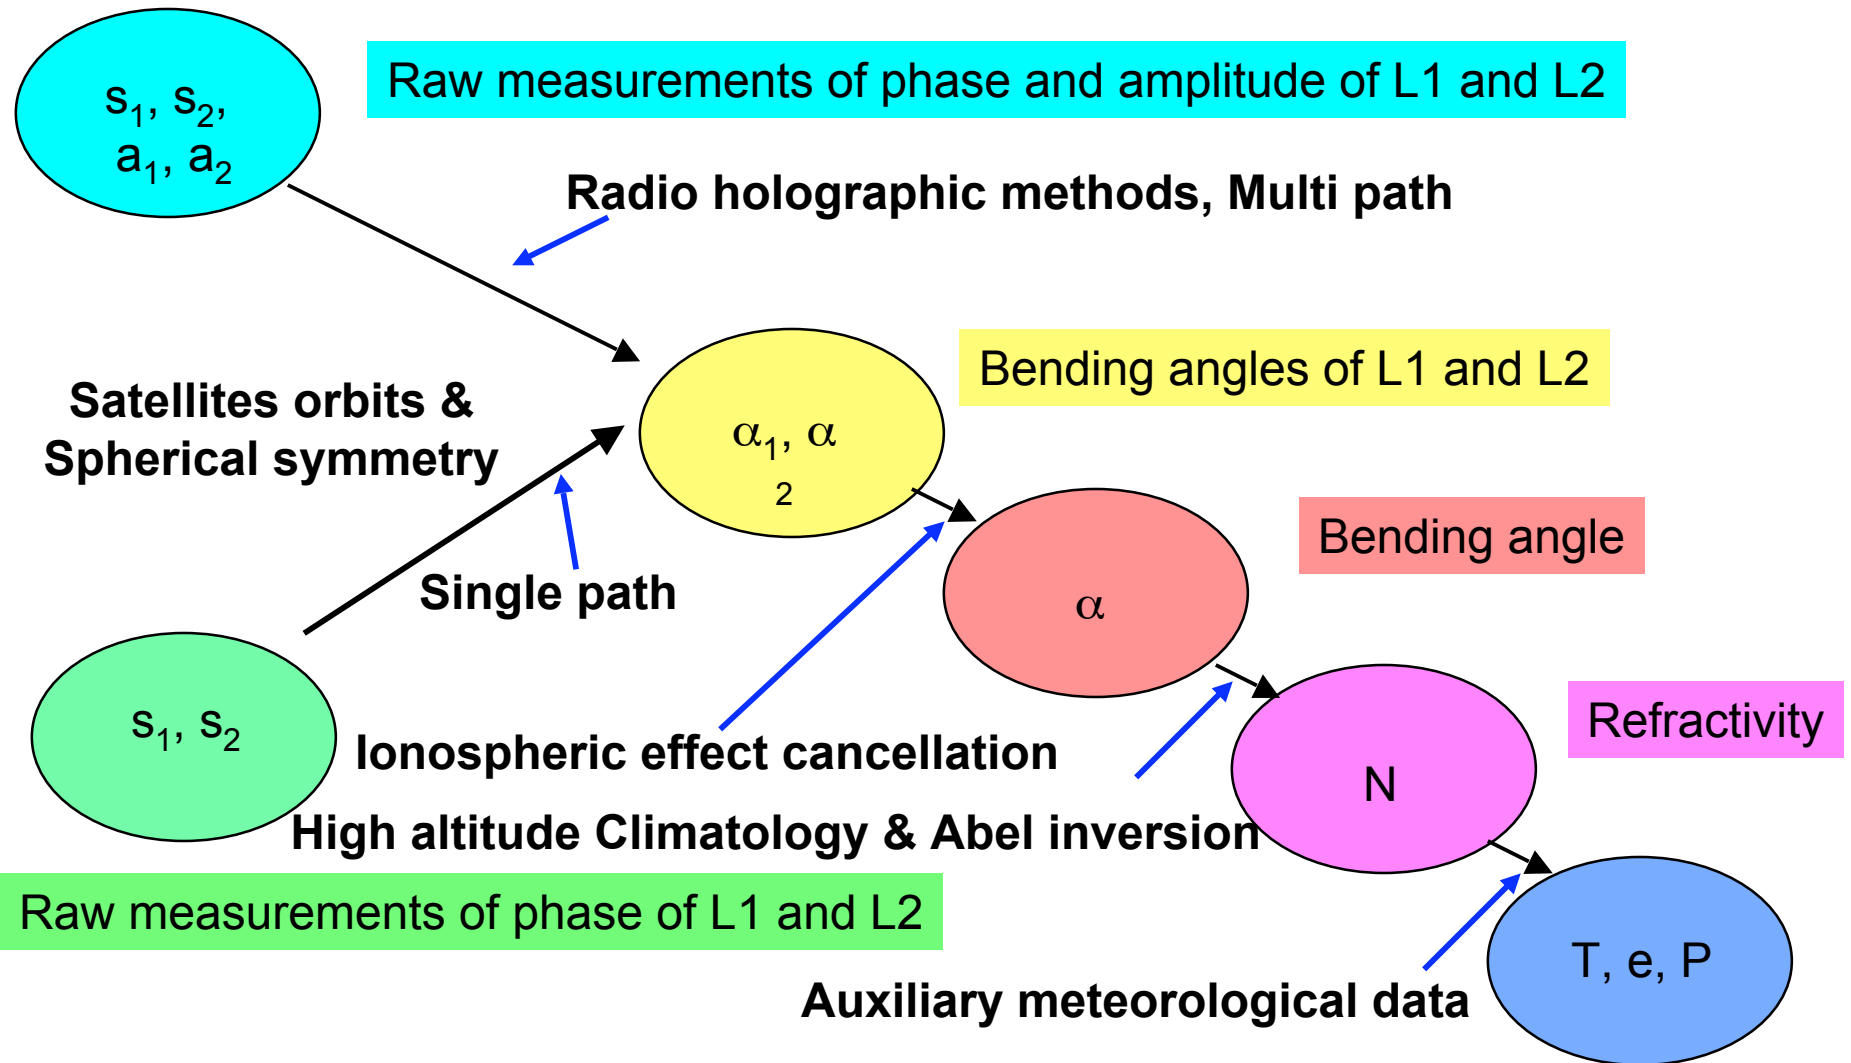 s₁, s₂,
a₁, a₂
Raw measurements of phase and amplitude of L1 and L2
Radio holographic methods, Multi path
Satellites orbits &
Spherical symmetry
Bending angles of L1 and L2
α₁, α
2
Single path
Bending angle
α
s₁, s₂
Ionospheric effect cancellation
Refractivity
N
High altitude Climatology & Abel inversion
Raw measurements of phase of L1 and L2
T, e, P
Auxiliary meteorological data